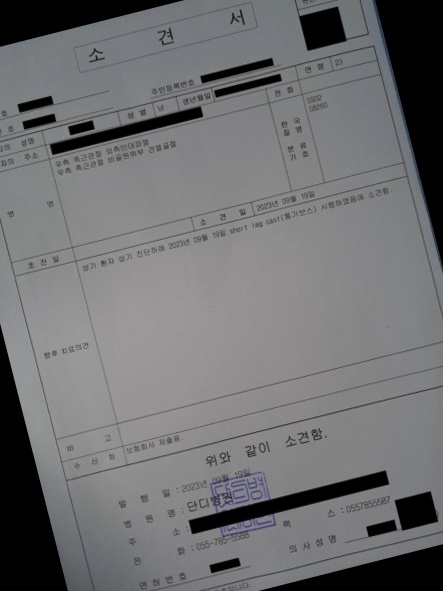 소 견 서
호
주민등록번호
호
연 령 23
자의 성명 성별 남 생년월일 전 화
자의 주소
병 명
우측 족근관절 외측인대파열
우측 족근관절 비골원위부 견열골절
한 국
질 병
분 류
기 호
S932
S8260
초 진 일
소 견 일 2023년 09월 19일
향후 치료의견
상기 환자 상기 진단하에 2023년 09월 19일 short leg cast(통기브스) 시행하였음에 소견함.
비 고
수 신 처 보험회사 제출용.
위와 같이 소견함.
발 행 일 : 2023년 09월 19일
병 원 명 : 단디병원
주 소 :
전 화 : 055-785-5588
팩 스 : 0557855587
면허번호
의사성명